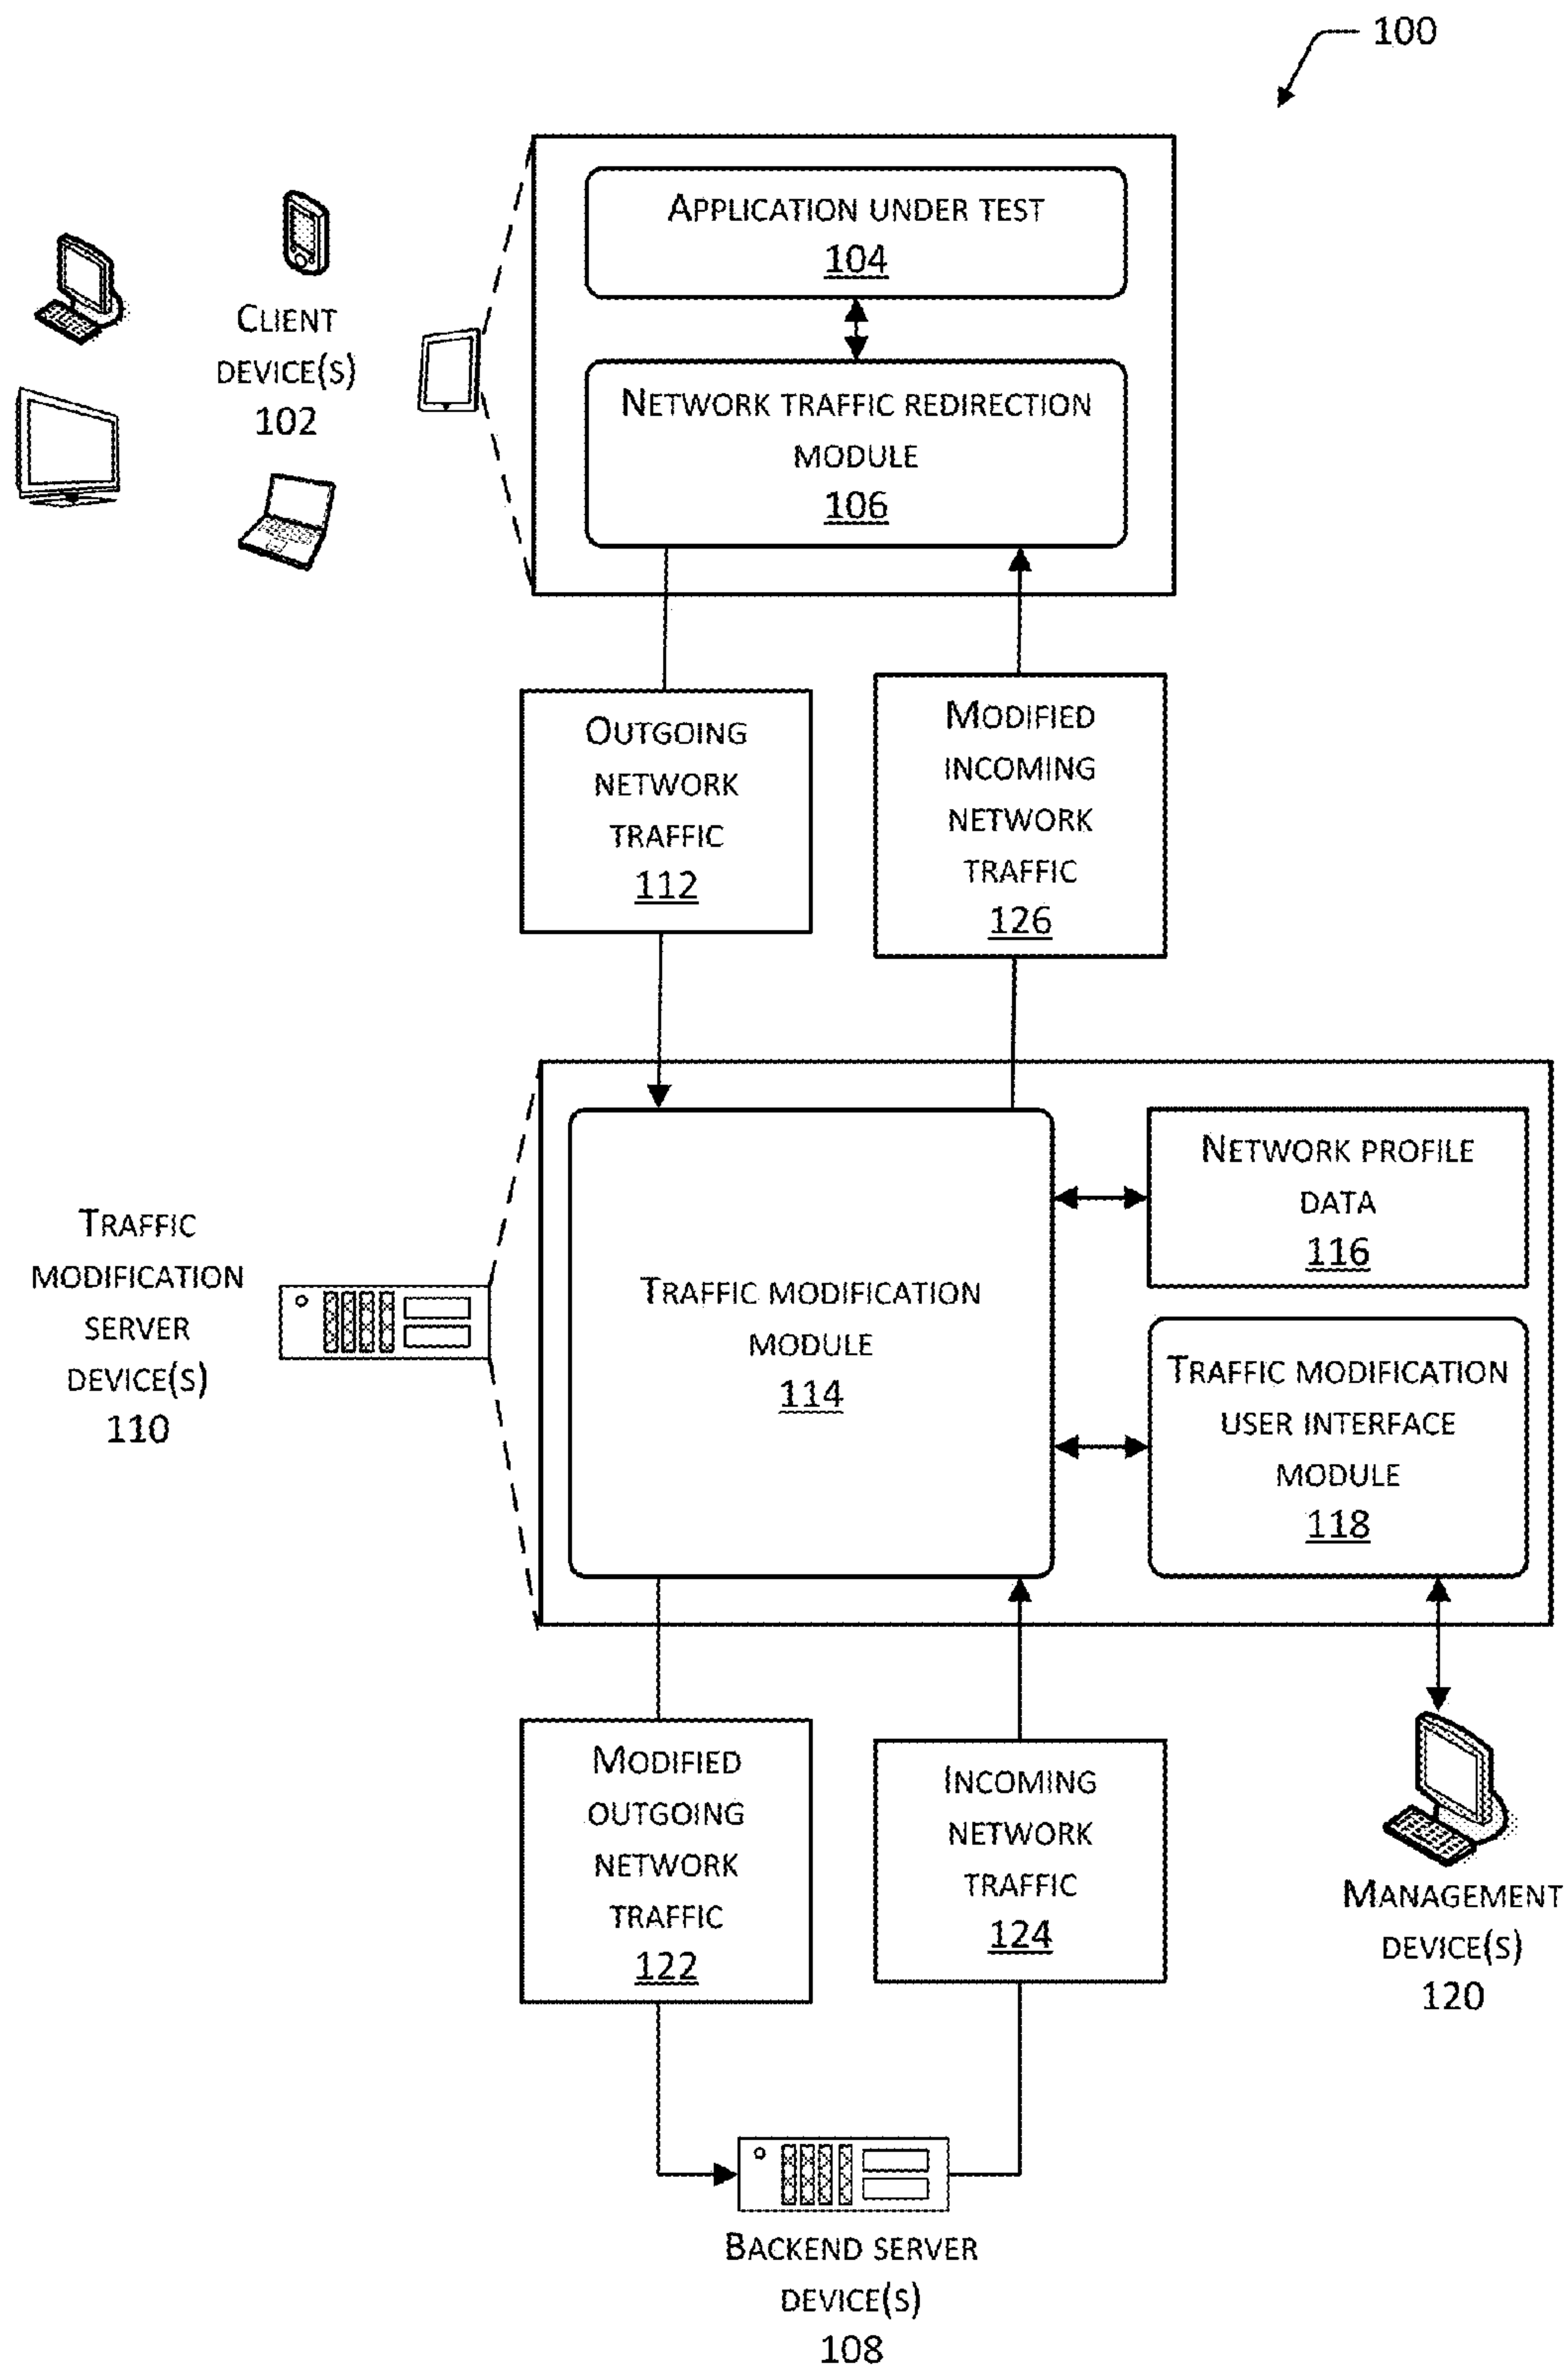 100
APPLICATION UNDER TEST
104
CLIENT
DEVICE(S)
102
NETWORK TRAFFIC REDIRECTION
MODULE
106
OUTGOING
NETWORK
TRAFFIC
112
MODIFIED
INCOMING
NETWORK
TRAFFIC
126
TRAFFIC
MODIFICATION
SERVER
DEVICE(S)
110
TRAFFIC MODIFICATION
MODULE
114
NETWORK PROFILE
DATA
116
TRAFFIC MODIFICATION
USER INTERFACE
MODULE
118
MODIFIED
OUTGOING
NETWORK
TRAFFIC
122
INCOMING
NETWORK
TRAFFIC
124
MANAGEMENT
DEVICE(S)
120
BACKEND SERVER
DEVICE(S)
108